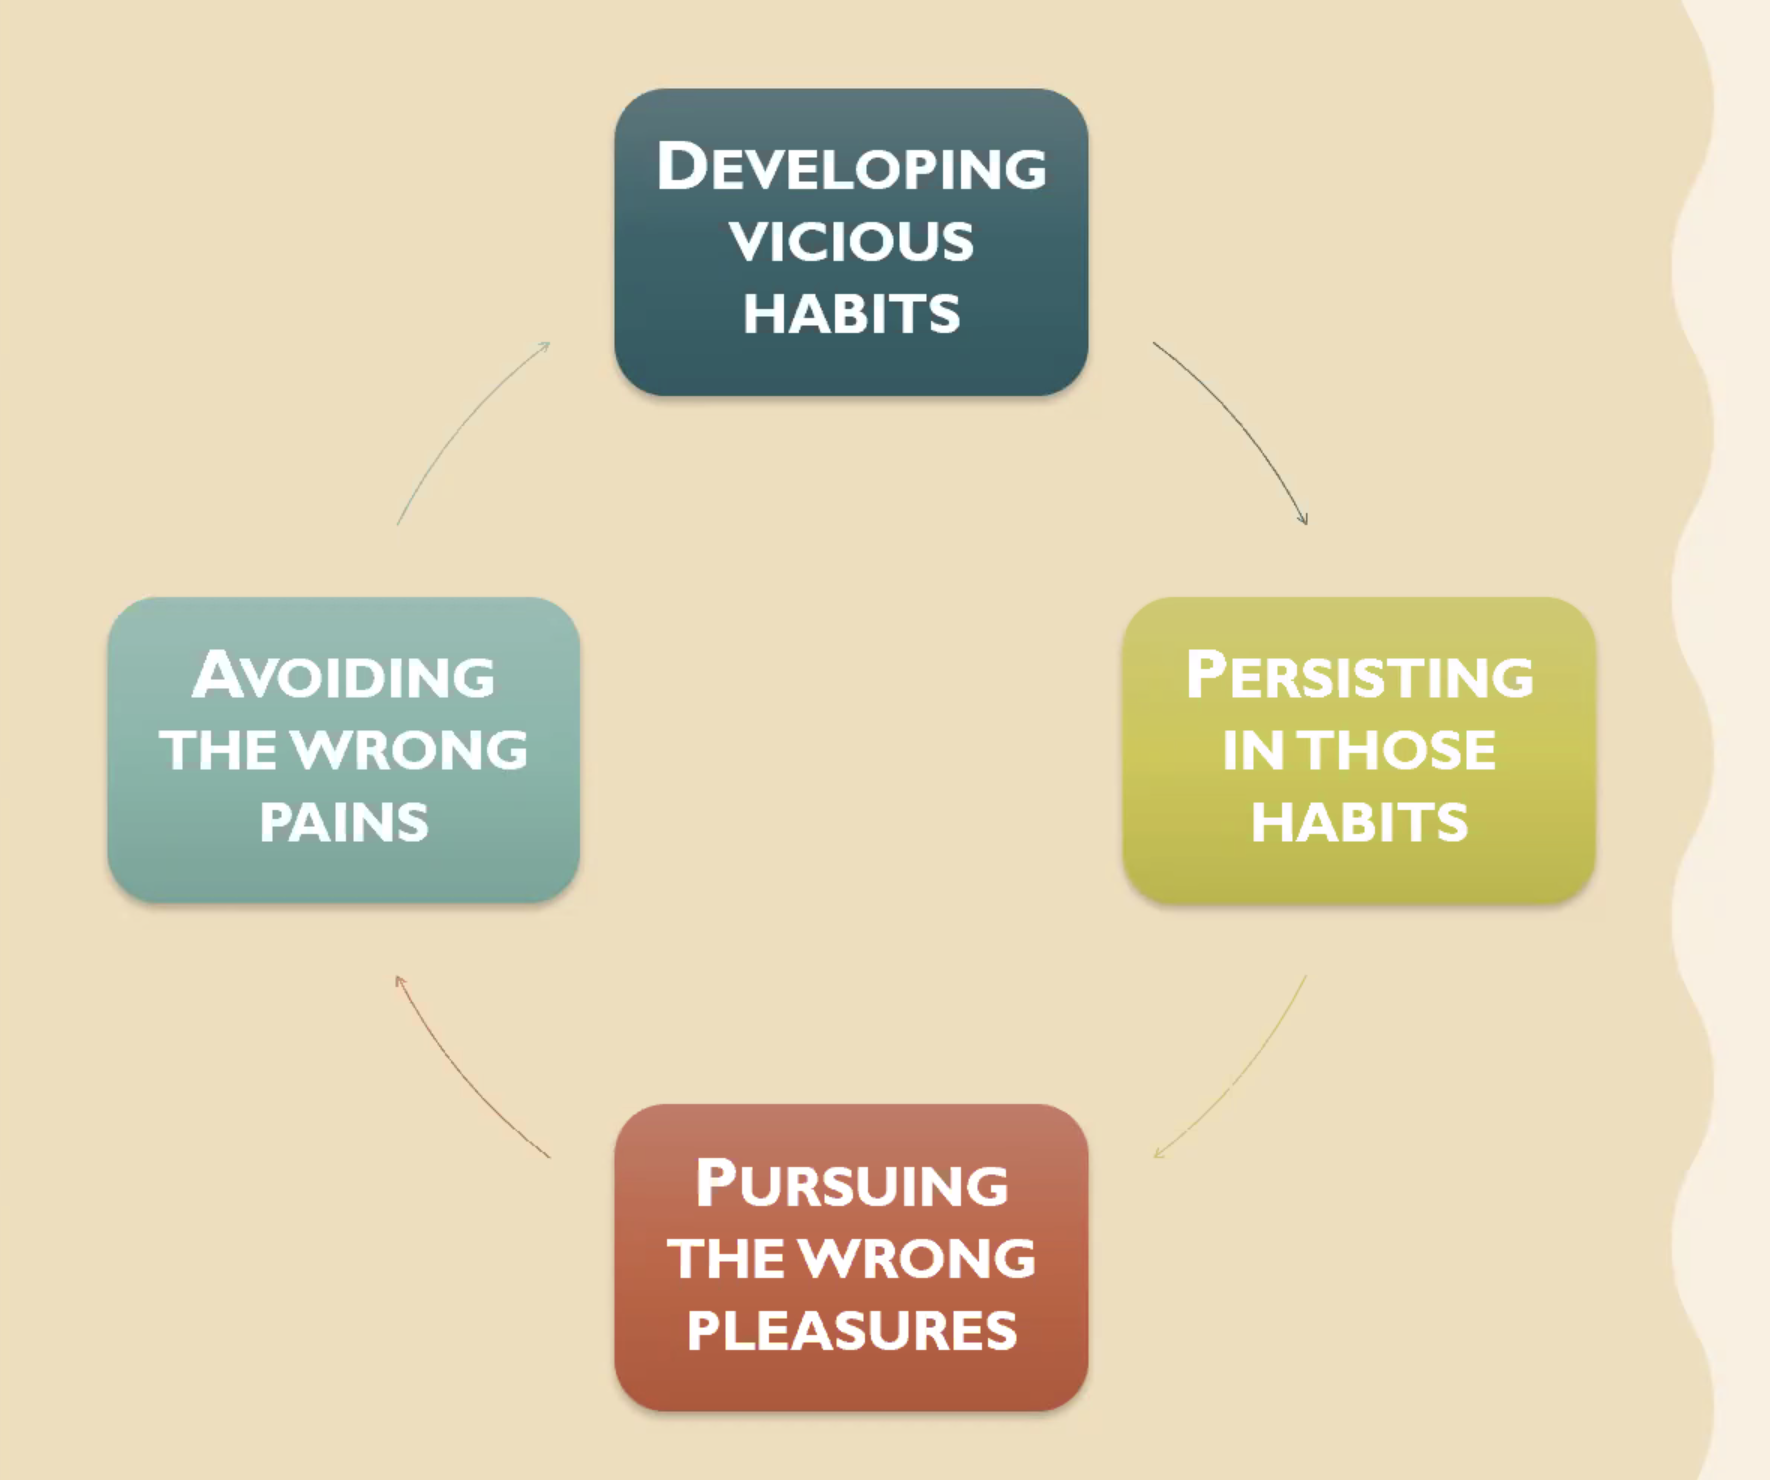 DEVELOPING
VICIOUS
HABITS
PERSISTING
IN THOSE
HABITS
PURSUING
THE WRONG
PLEASURES
AVOIDING
THE WRONG
PAINS